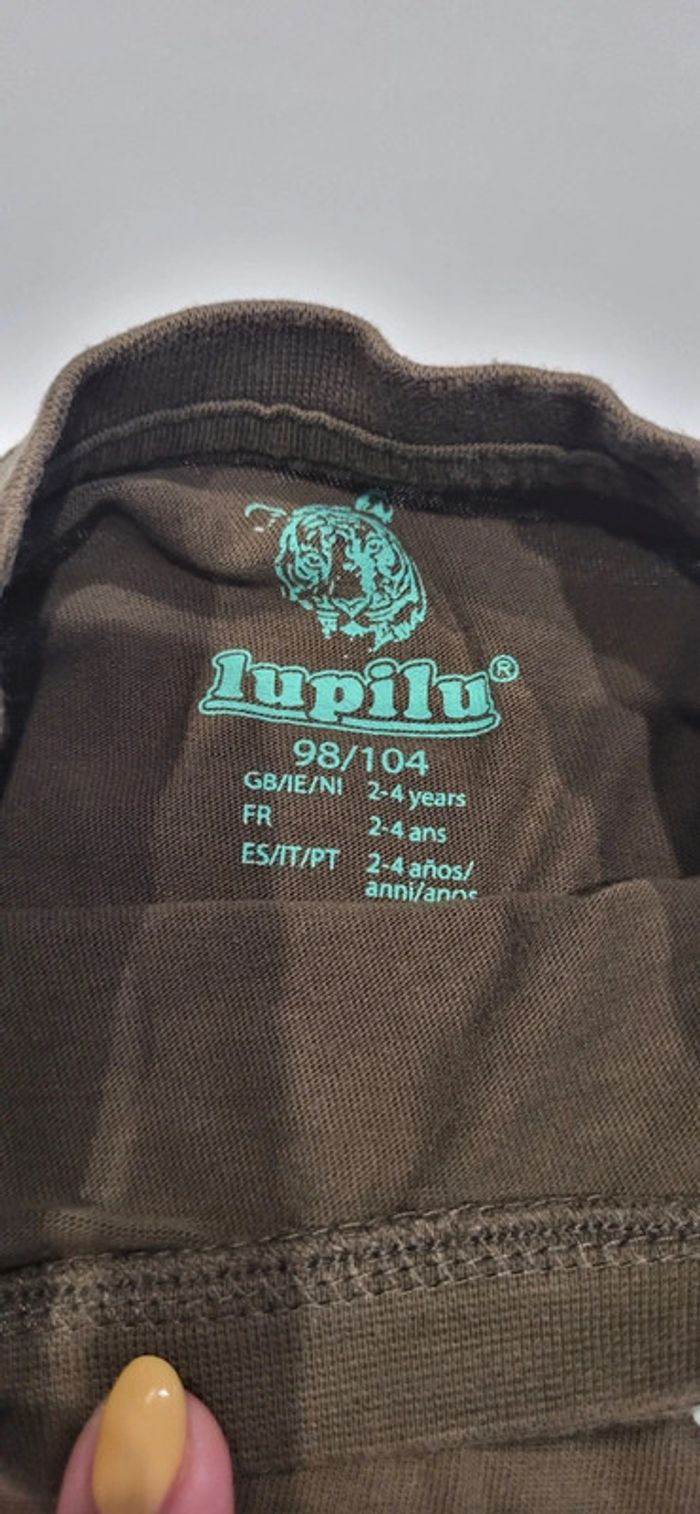 lupilu®
98/104
GB/IE/NI 2-4 years
FR 2-4 ans
ES/IT/PT 2-4 años/
anni/anos